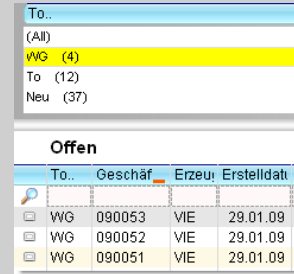 To..
(All)
WG (4)
To (12)
Neu (37)
Offen
To.. Geschäf Erzeu Erstelldatu
WG 090053 VIE 29.01.09
WG 090052 VIE 29.01.09
WG 090051 VIE 29.01.09